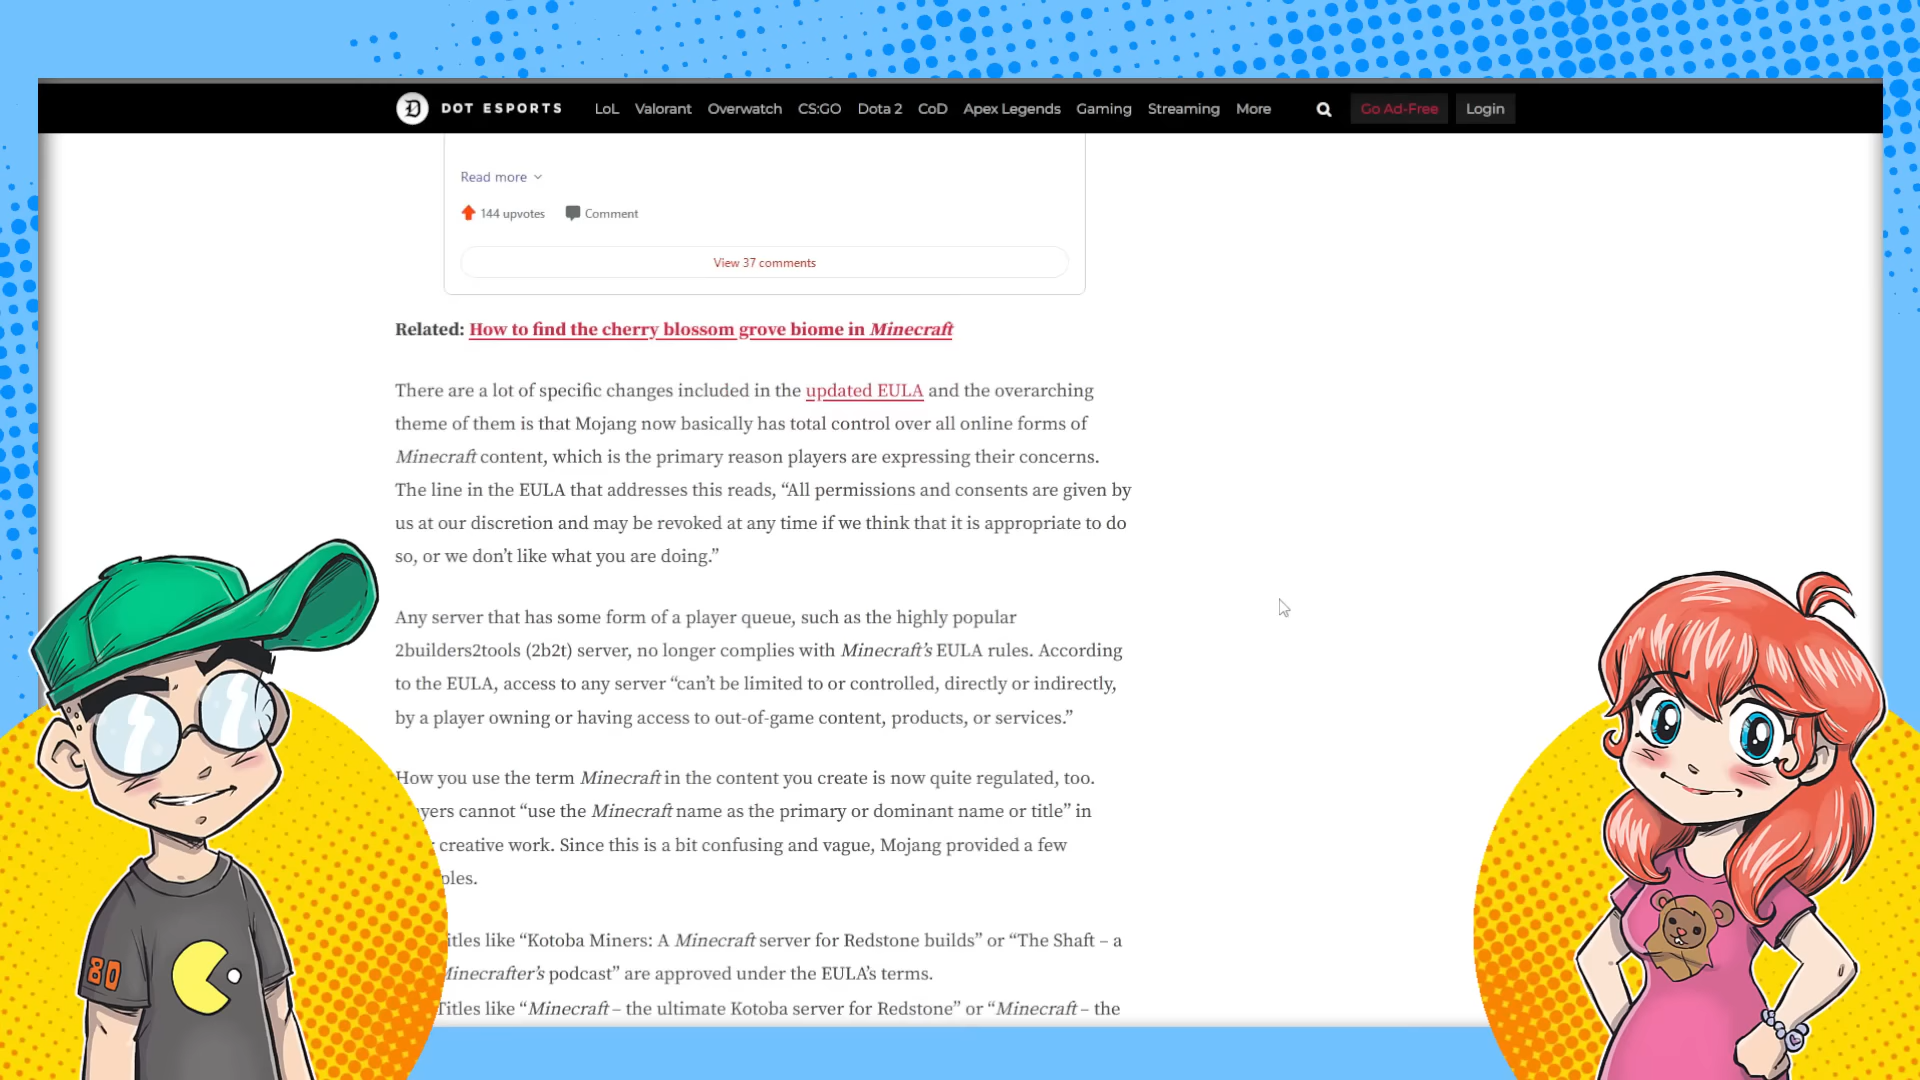 DOT ESPORTS LoL Valorant Overwatch CS:GO Dota 2 CoD Apex Legends Gaming Streaming More Go Ad-Free Login
Read more
144 upvotes Comment
View 37 comments
Related: How to find the cherry blossom grove biome in Minecraft
There are a lot of specific changes included in the updated EULA and the overarching
theme of them is that Mojang now basically has total control over all online forms of
Minecraft content, which is the primary reason players are expressing their concerns.
The line in the EULA that addresses this reads, “All permissions and consents are given by
us at our discretion and may be revoked at any time if we think that it is appropriate to do
so, or we don’t like what you are doing.”
Any server that has some form of a player queue, such as the highly popular
2builders2tools (2b2t) server, no longer complies with Minecraft’s EULA rules. According
to the EULA, access to any server “can’t be limited to or controlled, directly or indirectly,
by a player owning or having access to out-of-game content, products, or services.”
How you use the term Minecraft in the content you create is now quite regulated, too.
yers cannot “use the Minecraft name as the primary or dominant name or title” in
creative work. Since this is a bit confusing and vague, Mojang provided a few
ples.
itles like “Kotoba Miners: A Minecraft server for Redstone builds” or “The Shaft – a
Minecrafter’s podcast” are approved under the EULA’s terms.
Titles like “Minecraft – the ultimate Kotoba server for Redstone” or “Minecraft – the
80